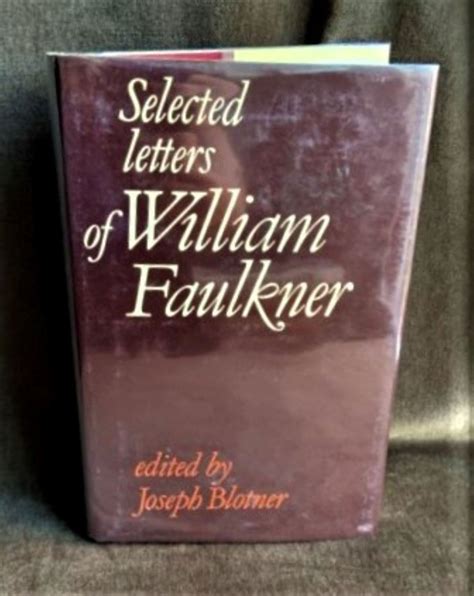 Selected
letters
of William
Faulkner
edited by
Joseph Blotner